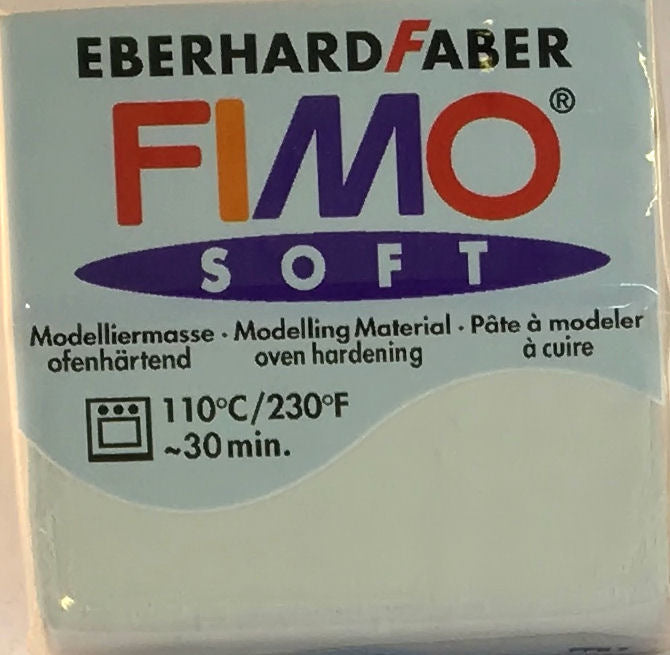 EBERHARDFABER
FIMO®
SOFT
Modelliermasse · Modelling Material · Pâte à modeler
ofenhärtend oven hardening à cuire
110°C/230°F
~30 min.